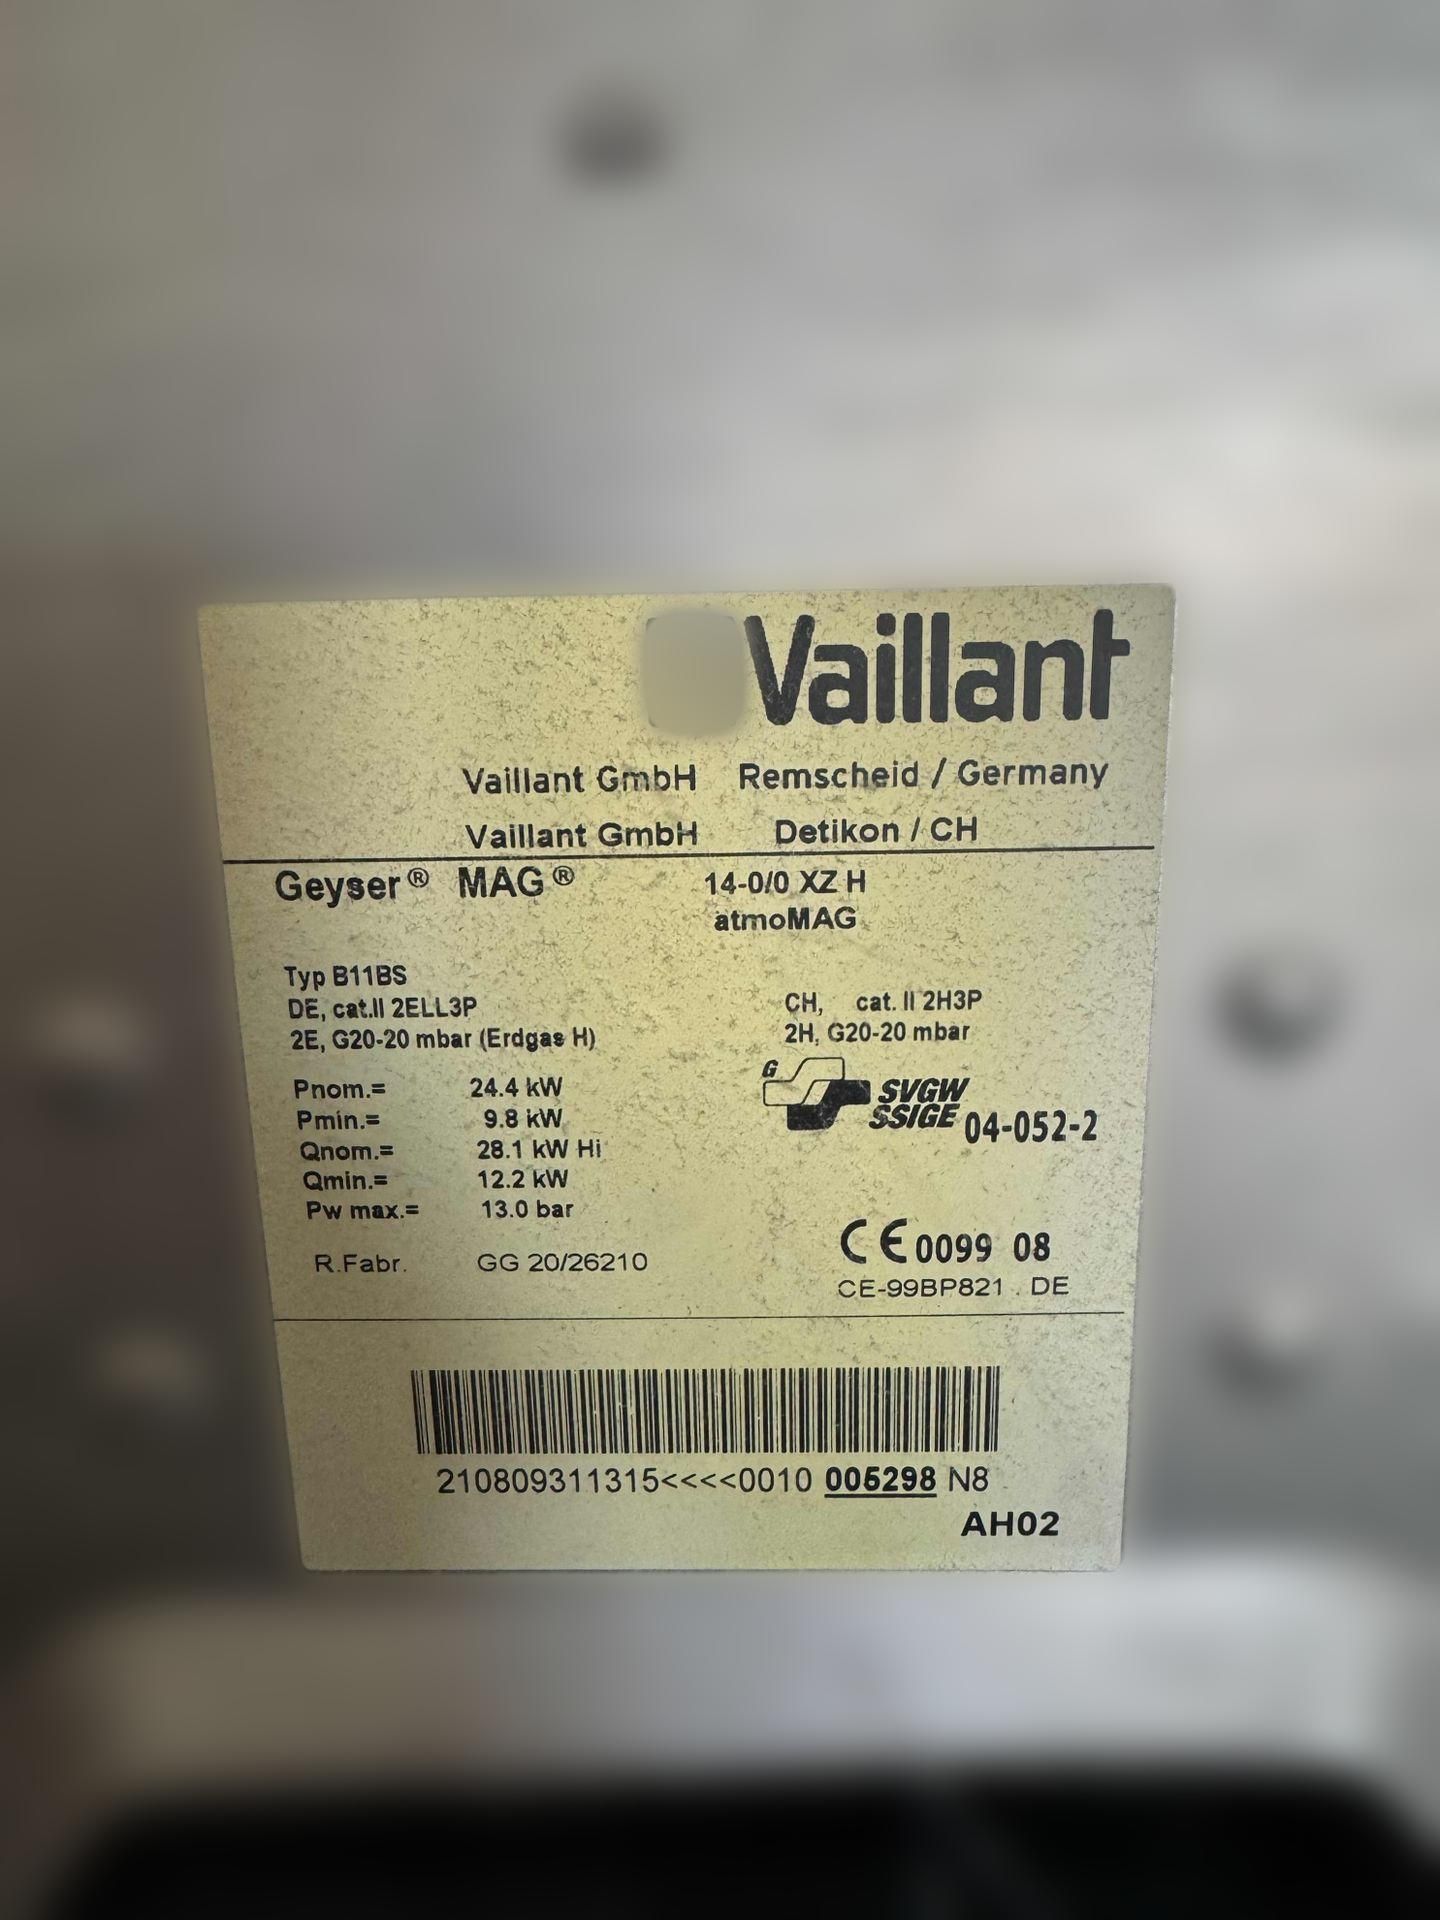 Vaillant
Vaillant GmbH Remscheid / Germany
Vaillant GmbH Detikon / CH
Geyser® MAG® 14-0/0 XZ H
atmoMAG
Typ B11BS
DE, cat.II 2ELL3P
2E, G20-20 mbar (Erdgas H)
CH, cat. II 2H3P
2H, G20-20 mbar
Pnom.= 24.4 kW
Pmin.= 9.8 kW
Qnom.= 28.1 kW Hi
Qmin.= 12.2 kW
Pw max.= 13.0 bar
G SVGW
SSIGE 04-052-2
R.Fabr. GG 20/26210
CE 0099 08
CE-99BP821 . DE
210809311315<<<<0010 005298 N8
AH02